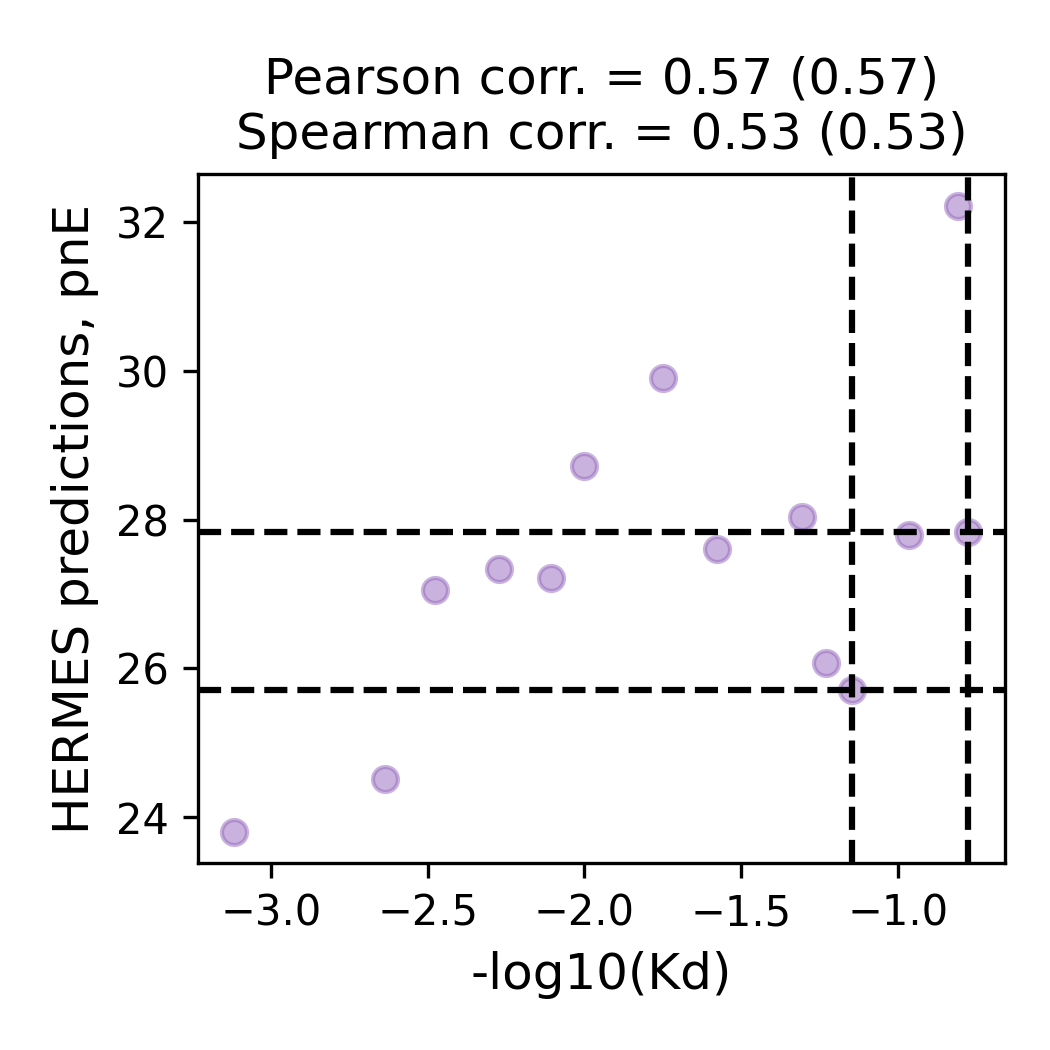 Pearson corr. = 0.57 (0.57)
Spearman corr. = 0.53 (0.53)
HERMES predictions, pnE
32
30
28
26
24
−3.0
−2.5
−2.0
−1.5
−1.0
-log10(Kd)